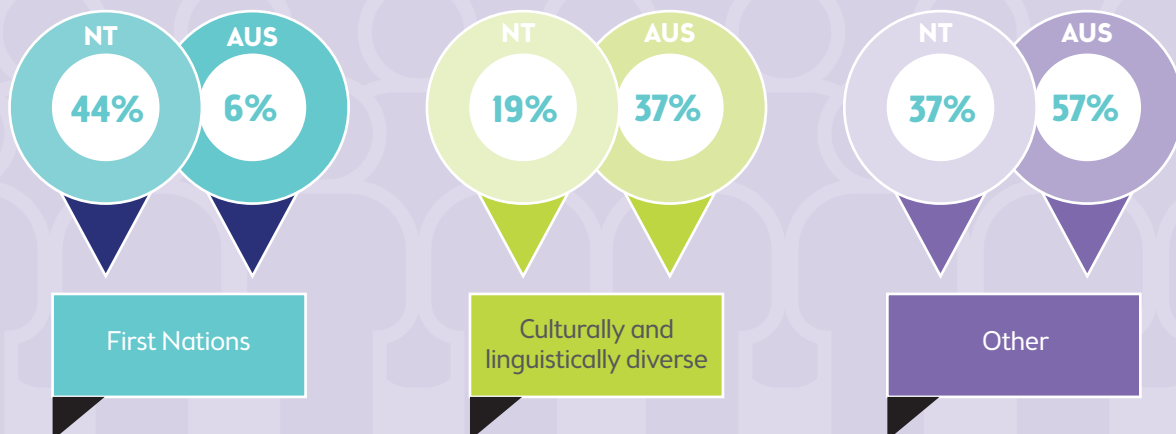 NT AUS
44% 6%
First Nations
NT AUS
19% 37%
Culturally and
linguistically diverse
NT AUS
37% 57%
Other